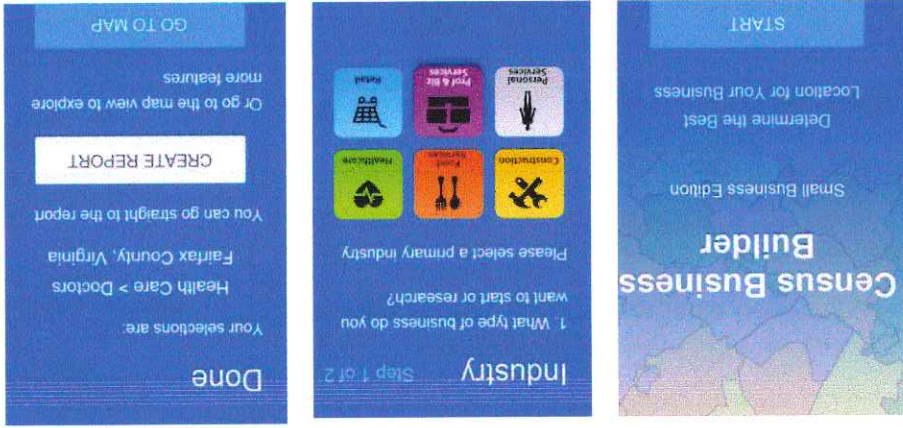 Census Business
Builder
Small Business Edition
Determine the Best
Location for Your Business
START
Industry Step 1 of 2
1. What type of business do you
want to start or research?
Please select a primary industry
Construction
Food
Services
Healthcare
Personal
Services
Prof & Biz
Services
Retail
Done
Your selections are:
Health Care > Doctors
Fairfax County, Virginia
You can go straight to the report
CREATE REPORT
Or go to the map view to explore
more features
GO TO MAP